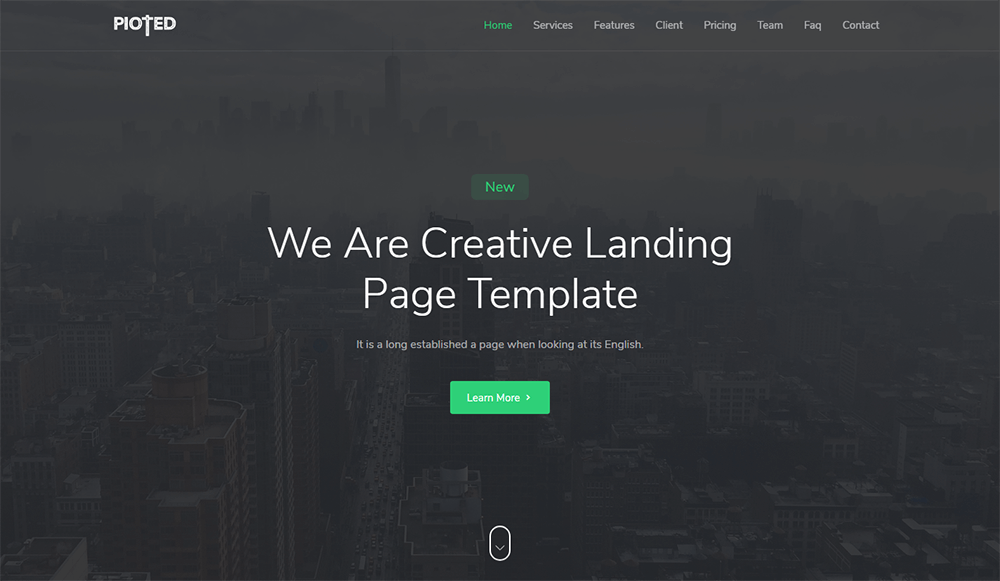 PIOTED
Home Services Features Client Pricing Team Faq Contact
New
We Are Creative Landing
Page Template
It is a long established a page when looking at its English.
Learn More